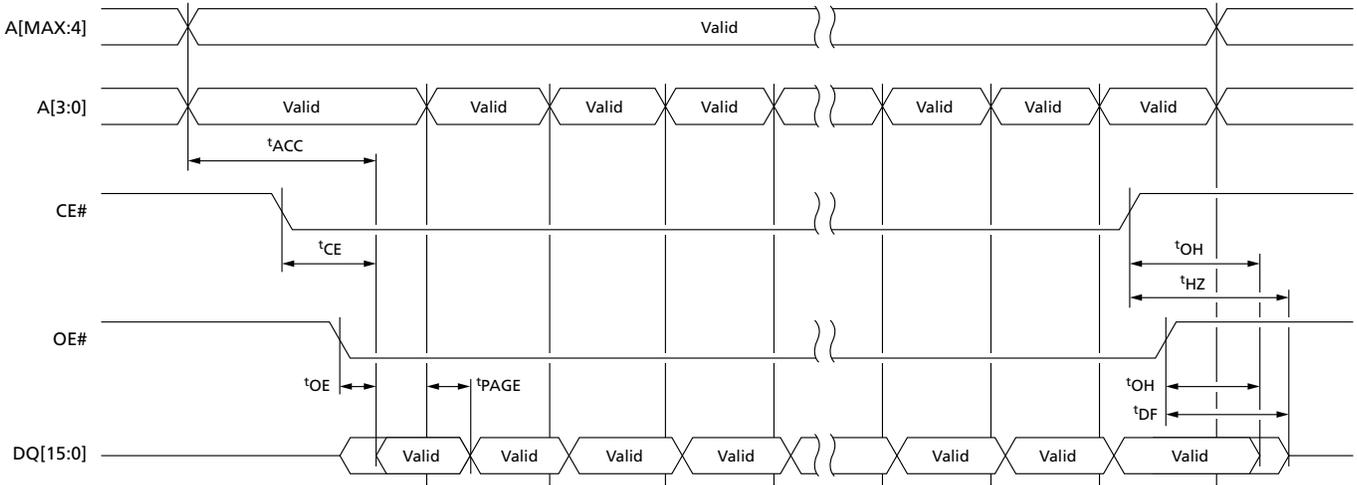 A[MAX:4] Valid
A[3:0] Valid Valid Valid Valid Valid Valid Valid
tACC
CE#
tCE tOH
tHZ
OE#
tOE tPAGE tOH
tDF
DQ[15:0] Valid Valid Valid Valid Valid Valid Valid